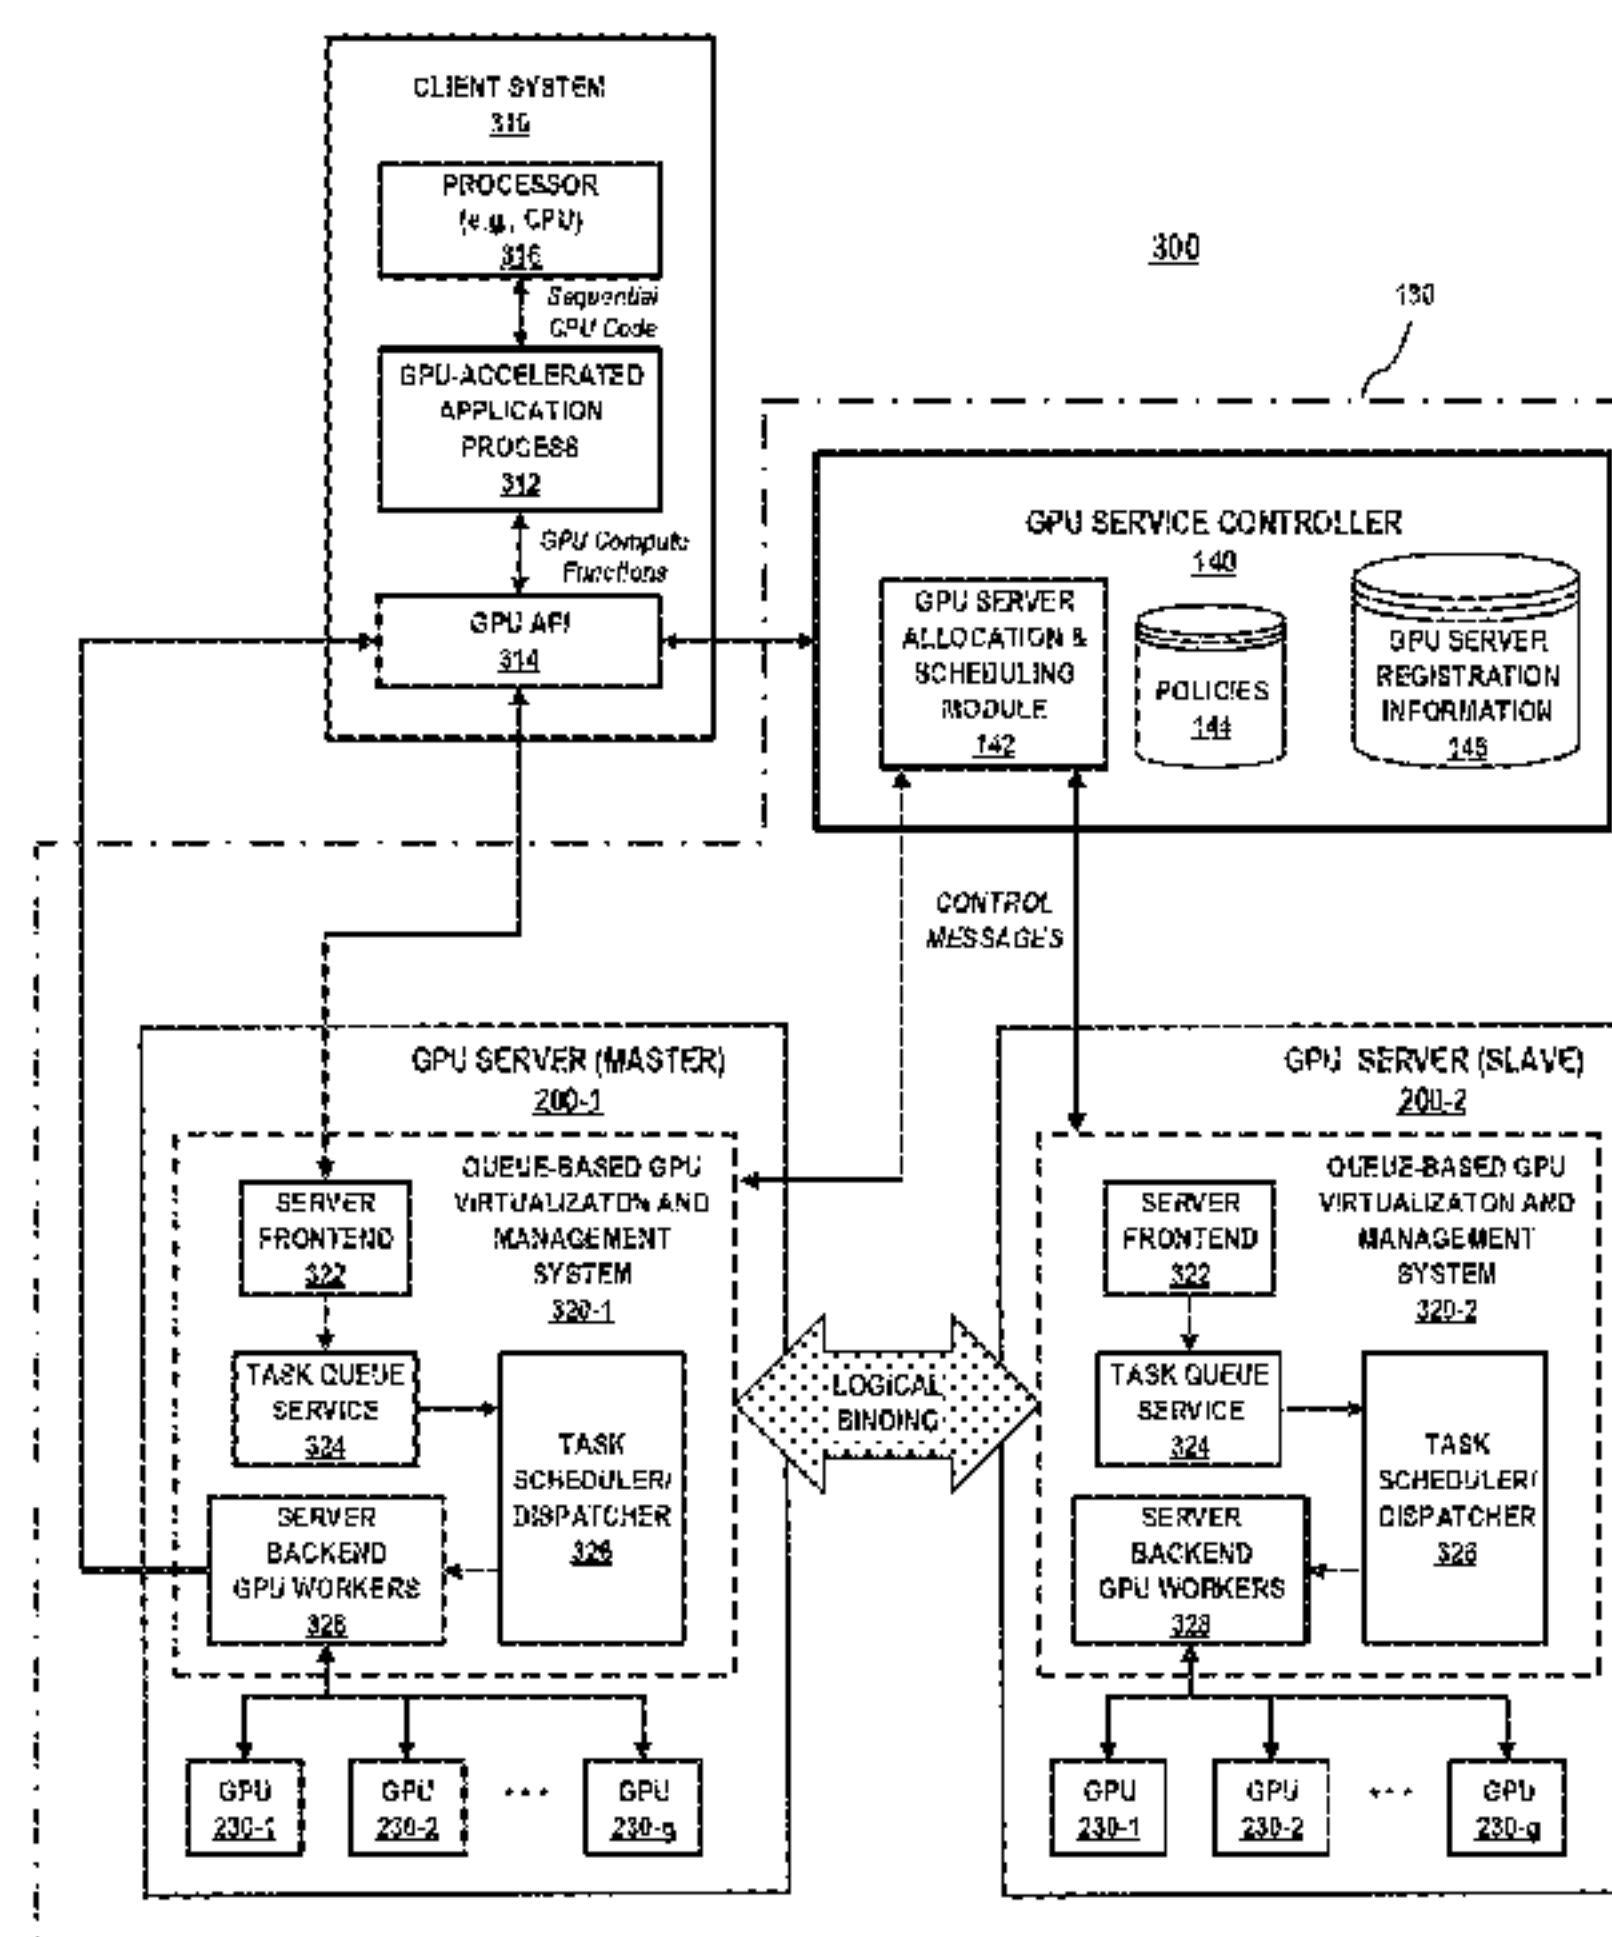 CLIENT SYSTEM
310
PROCESSOR
(e.g., CPU)
316
Sequential
CPU Code
GPU-ACCELERATED
APPLICATION
PROCESS
312
GPU Compute
Functions
GPU API
314
300
130
GPU SERVICE CONTROLLER
140
GPU SERVER
ALLOCATION &
SCHEDULING
MODULE
142
POLICIES
144
GPU SERVER
REGISTRATION
INFORMATION
146
CONTROL
MESSAGES
GPU SERVER (MASTER)
200-1
QUEUE-BASED GPU
VIRTUALIZATON AND
MANAGEMENT
SYSTEM
320-1
SERVER
FRONTEND
322
TASK QUEUE
SERVICE
324
TASK
SCHEDULER/
DISPATCHER
326
SERVER
BACKEND
GPU WORKERS
328
GPU
230-1
GPU
230-2
• • •
GPU
230-g
LOGICAL
BINDING
GPU SERVER (SLAVE)
200-2
QUEUE-BASED GPU
VIRTUALIZATON AND
MANAGEMENT
SYSTEM
320-2
SERVER
FRONTEND
322
TASK QUEUE
SERVICE
324
TASK
SCHEDULER/
DISPATCHER
326
SERVER
BACKEND
GPU WORKERS
328
GPU
230-1
GPU
230-2
• • •
GPU
230-g